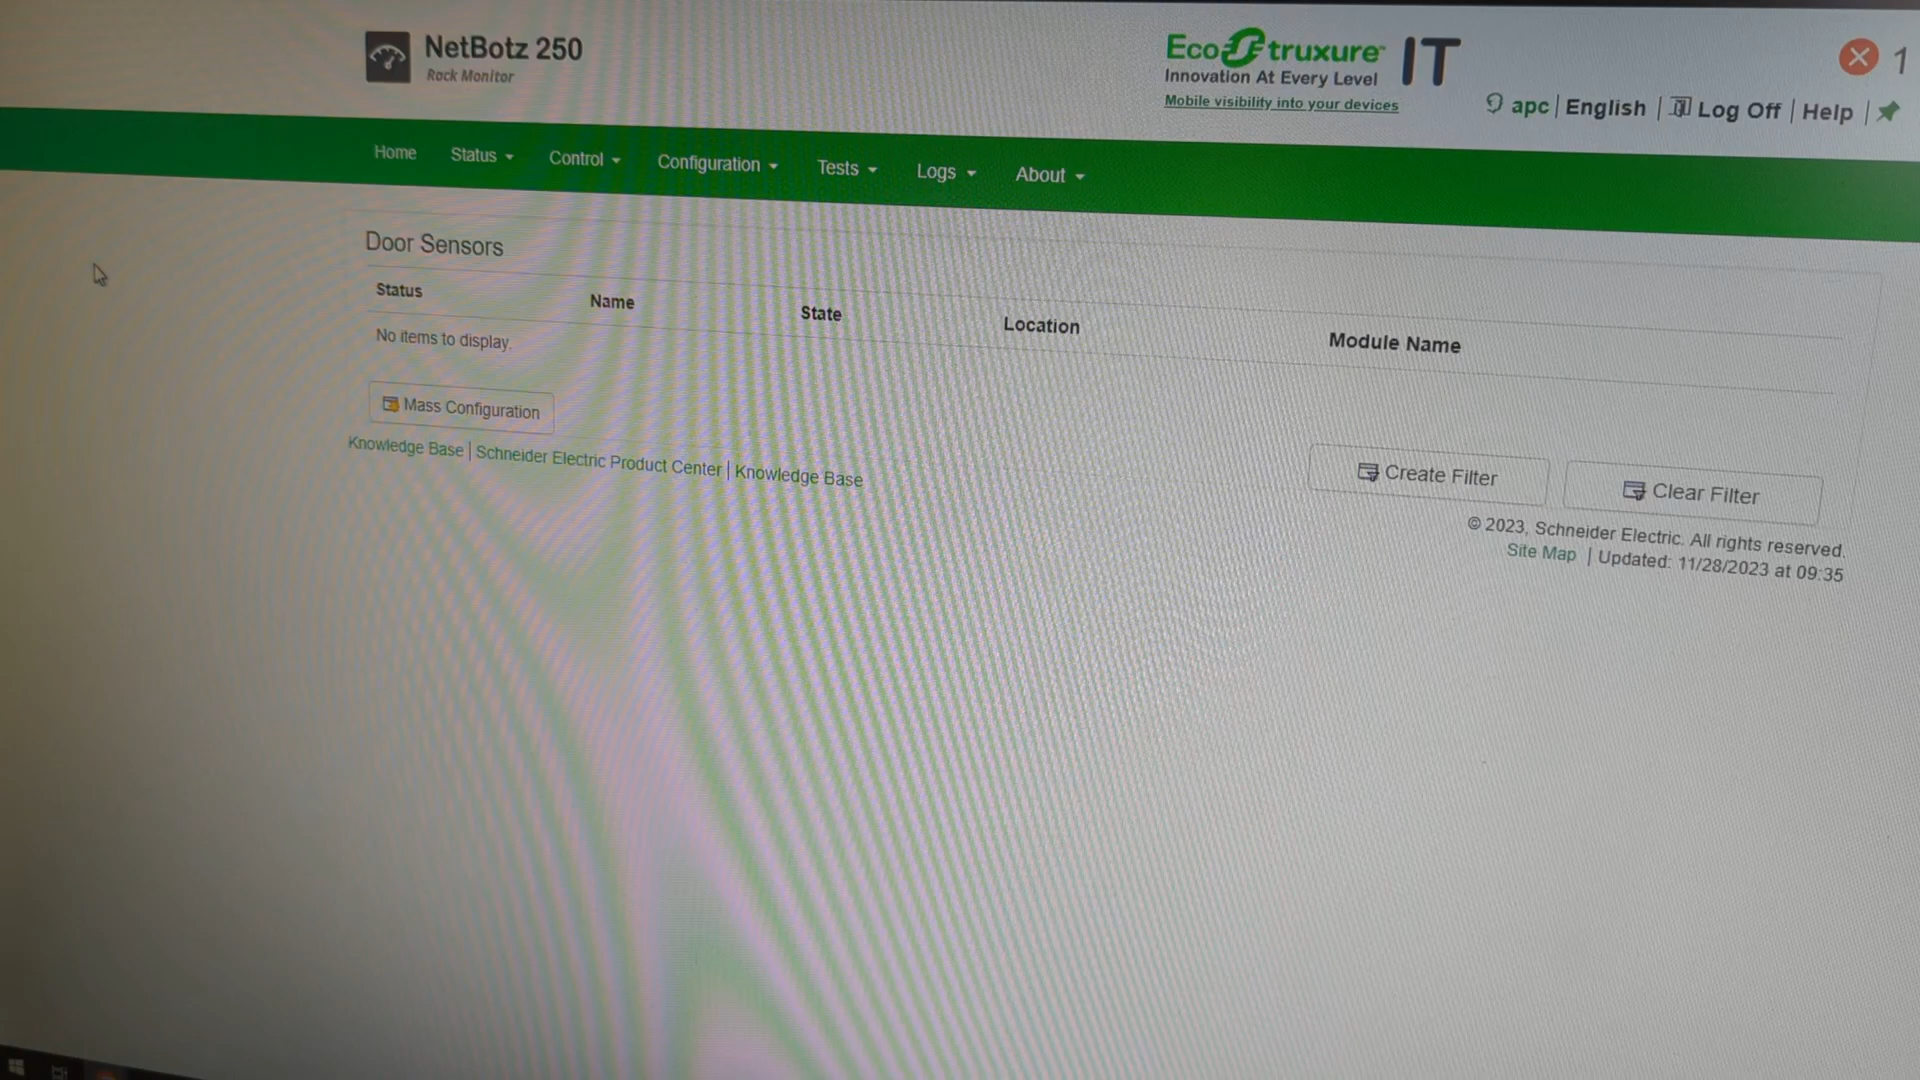 NetBotz 250
Rack Monitor
EcoStruxure™ IT
Innovation At Every Level
Mobile visibility into your devices
1
apc | English | Log Off | Help |
Home Status Control Configuration Tests Logs About
Door Sensors
Status Name State Location Module Name
No items to display.
Mass Configuration
Create Filter Clear Filter
Knowledge Base | Schneider Electric Product Center | Knowledge Base
© 2023, Schneider Electric. All rights reserved.
Site Map | Updated: 11/28/2023 at 09:35